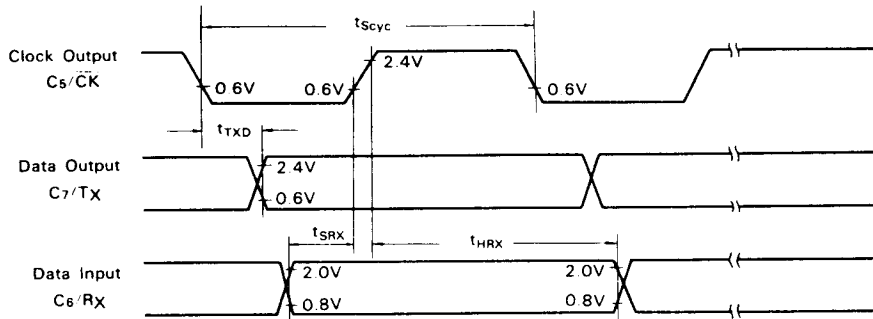 tScyc
Clock Output
C5/CK
2.4V
0.6V
0.6V
0.6V
tTXD
Data Output
C7/TX
2.4V
0.6V
tSRX
tHRX
Data Input
C6/RX
2.0V
2.0V
0.8V
0.8V